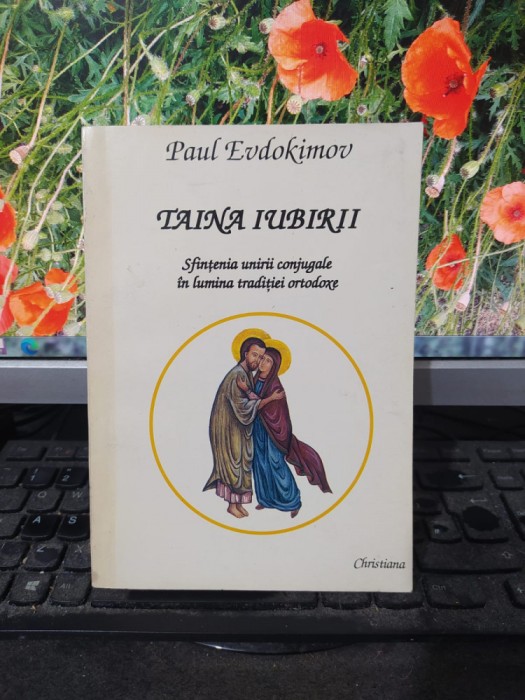 Paul Evdokimov
TAINA IUBIRII
Sfințenia unirii conjugale
în lumina tradiției ortodoxe
Christiana